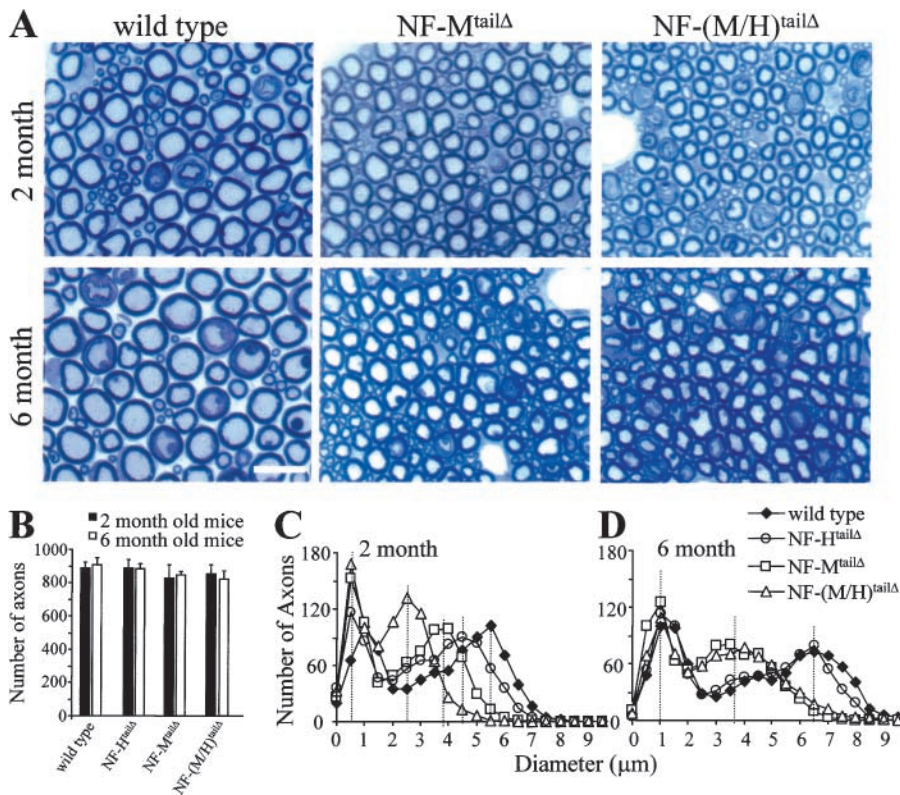 A
wild type
NF-M^tailΔ
NF-(M/H)^tailΔ
2 month
6 month
B
2 month old mice
6 month old mice
Number of axons
1000
800
600
400
200
0
wild type
NF-H^tailΔ
NF-M^tailΔ
NF-(M/H)^tailΔ
C
2 month
Number of Axons
180
120
60
0
0 1 2 3 4 5 6 7 8 9
D
6 month
wild type
NF-H^tailΔ
NF-M^tailΔ
NF-(M/H)^tailΔ
180
120
60
0
0 1 2 3 4 5 6 7 8 9
Diameter (μm)